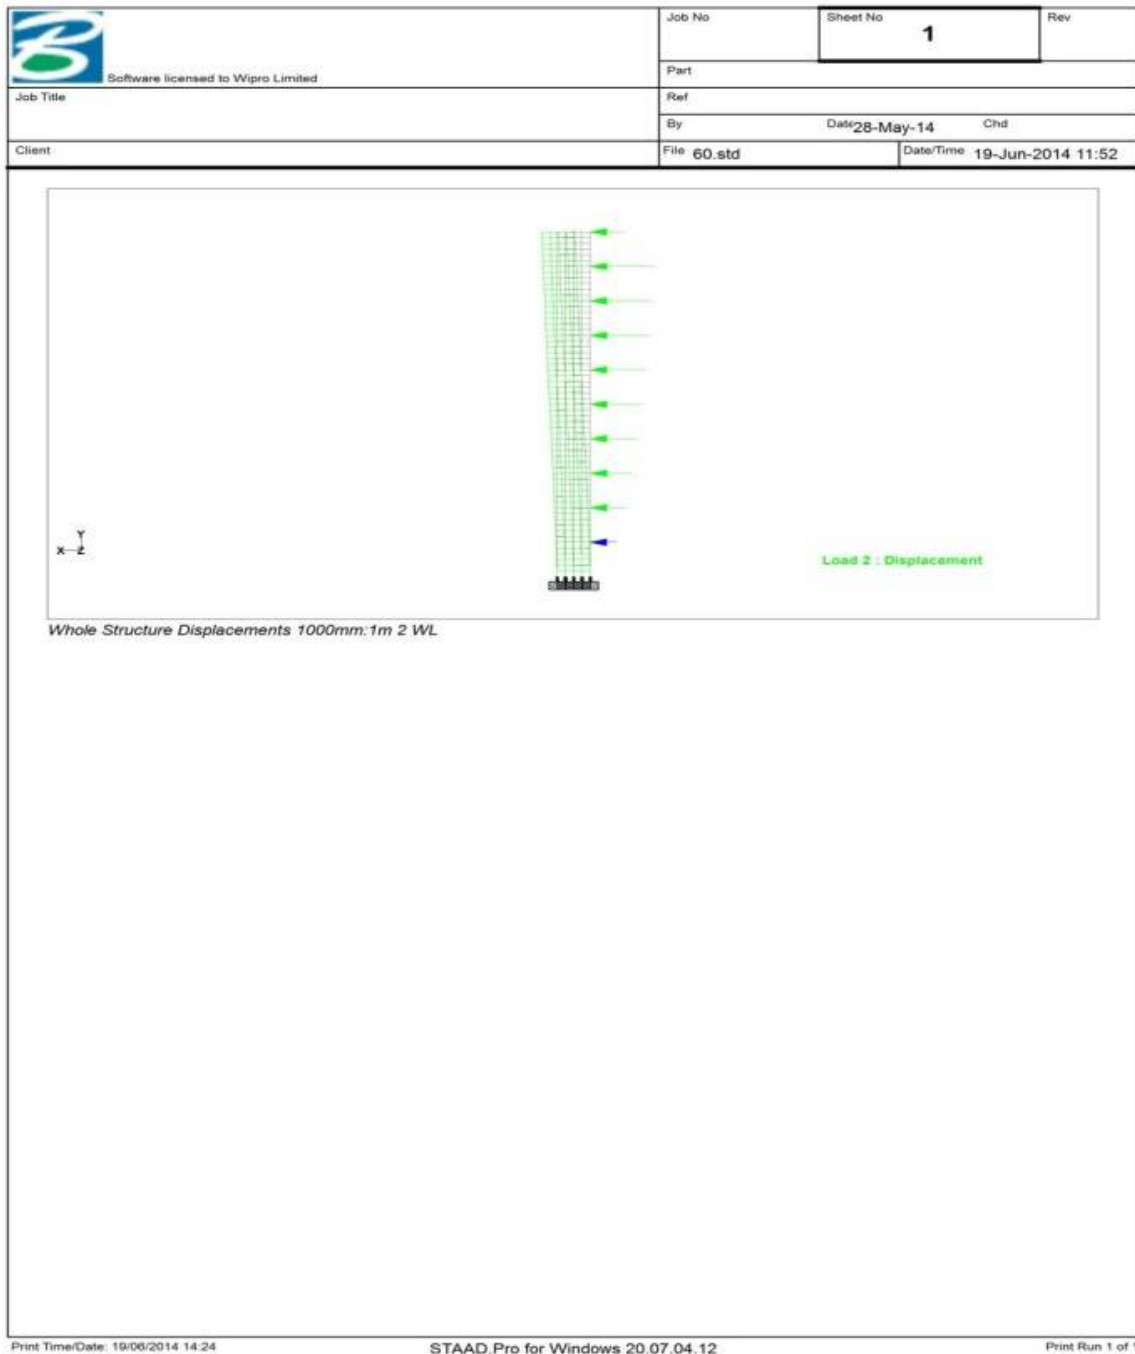 Software licensed to Wipro Limited
Job No
Sheet No
1
Rev
Part
Job Title
Ref
By
Date 28-May-14
Chd
Client
File 60.std
Date/Time 19-Jun-2014 11:52
Y
X
Z
Load 2 : Displacement
Whole Structure Displacements 1000mm:1m 2 WL
Print Time/Date: 19/06/2014 14:24
STAAD.Pro for Windows 20.07.04.12
Print Run 1 of 1